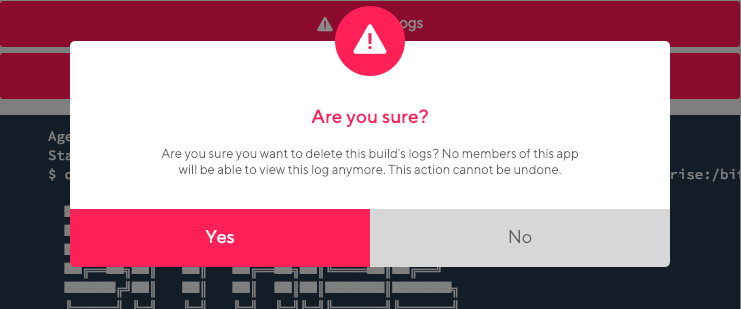 ogs
Are you sure?
Are you sure you want to delete this build's logs? No members of this app
will be able to view this log anymore. This action cannot be undone.
Age
Sta
$ rise:/bit
Yes
No